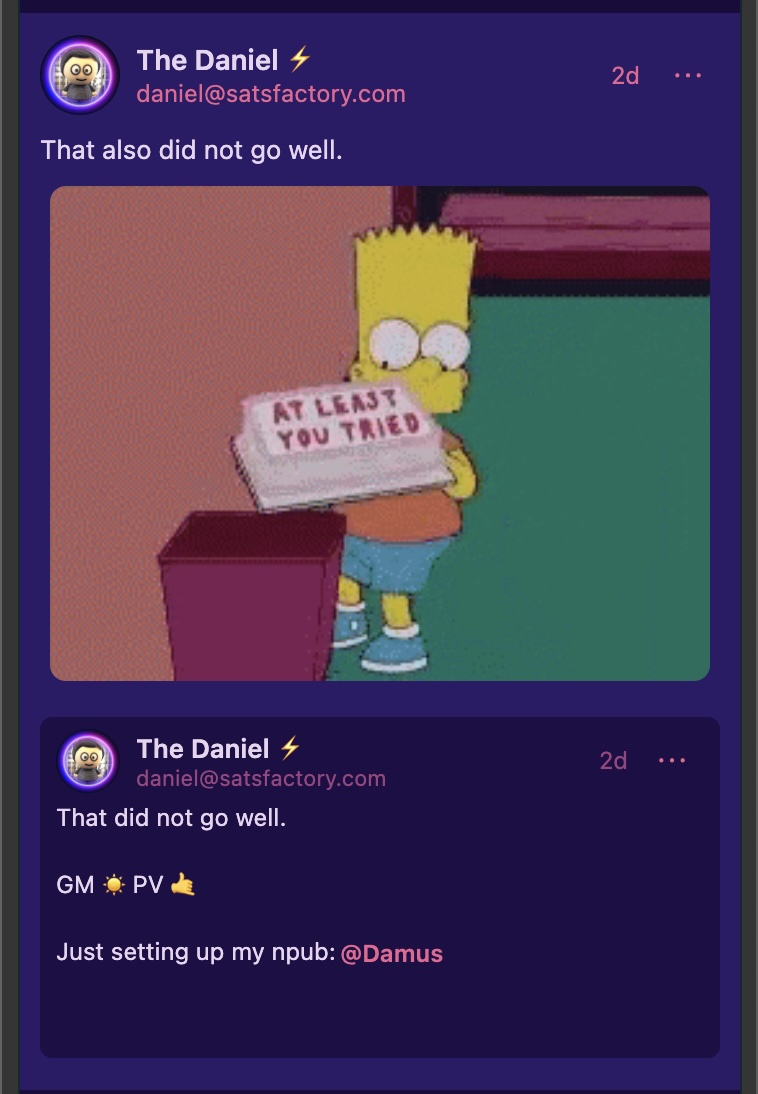 The Daniel ⚡
daniel@satsfactory.com
2d
That also did not go well.
AT LEAST
YOU TRIED
The Daniel ⚡
daniel@satsfactory.com
2d
That did not go well.
GM ☀️ PV 🤙
Just setting up my npub: @Damus